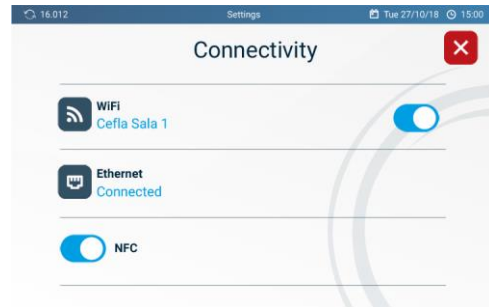 16.012 Settings Tue 27/10/18 15:00
Connectivity
WiFi
Cefla Sala 1
Ethernet
Connected
NFC